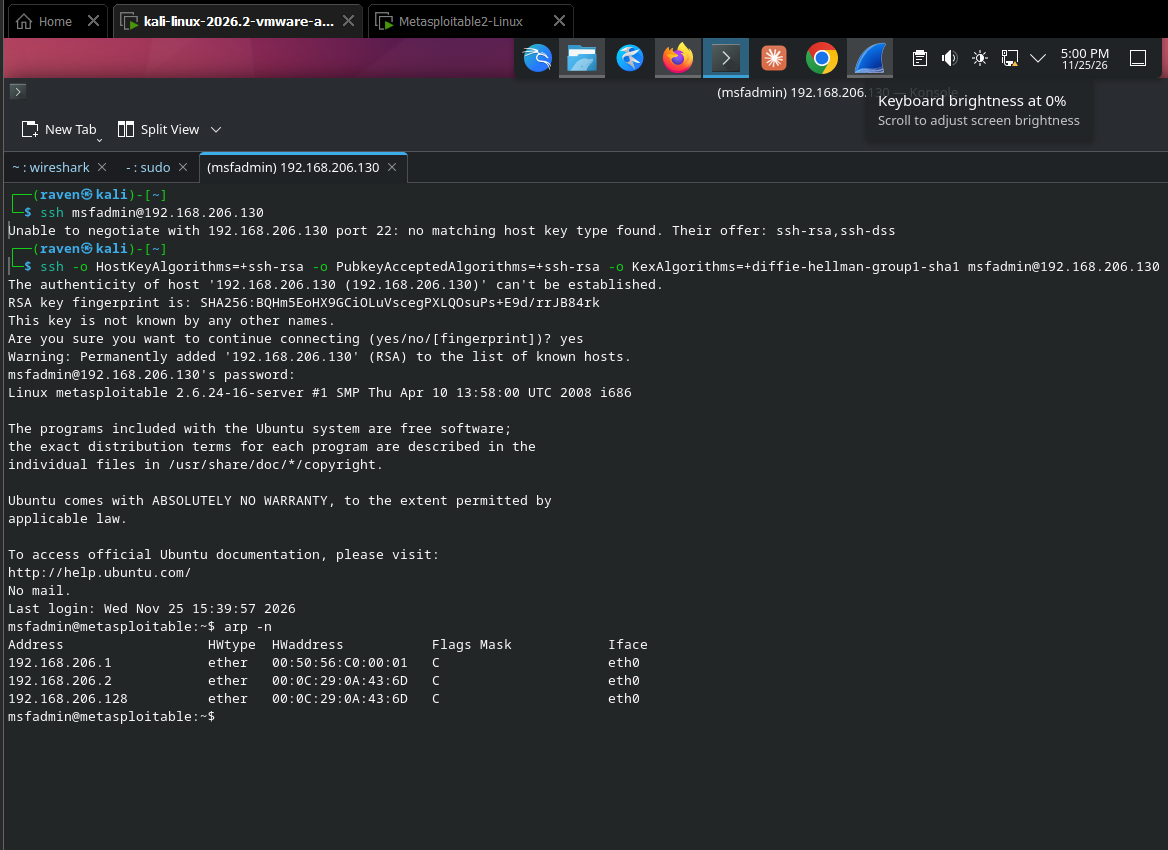 Home
kali-linux-2026.2-vmware-a...
Metasploitable2-Linux
5:00 PM
11/25/26
(msfadmin) 192.168.206.130 — Konsole
Keyboard brightness at 0%
Scroll to adjust screen brightness
New Tab
Split View
~ : wireshark
- : sudo
(msfadmin) 192.168.206.130
┌──(raven㉿kali)-[~]
└─$ ssh msfadmin@192.168.206.130
Unable to negotiate with 192.168.206.130 port 22: no matching host key type found. Their offer: ssh-rsa,ssh-dss
┌──(raven㉿kali)-[~]
└─$ ssh -o HostKeyAlgorithms=+ssh-rsa -o PubkeyAcceptedAlgorithms=+ssh-rsa -o KexAlgorithms=+diffie-hellman-group1-sha1 msfadmin@192.168.206.130
The authenticity of host '192.168.206.130 (192.168.206.130)' can't be established.
RSA key fingerprint is: SHA256:BQHm5EoHX9GCiOLuVscegPXLQOsuPs+E9d/rrJB84rk
This key is not known by any other names.
Are you sure you want to continue connecting (yes/no/[fingerprint])? yes
Warning: Permanently added '192.168.206.130' (RSA) to the list of known hosts.
msfadmin@192.168.206.130's password:
Linux metasploitable 2.6.24-16-server #1 SMP Thu Apr 10 13:58:00 UTC 2008 i686
The programs included with the Ubuntu system are free software;
the exact distribution terms for each program are described in the
individual files in /usr/share/doc/*/copyright.
Ubuntu comes with ABSOLUTELY NO WARRANTY, to the extent permitted by
applicable law.
To access official Ubuntu documentation, please visit:
http://help.ubuntu.com/
No mail.
Last login: Wed Nov 25 15:39:57 2026
msfadmin@metasploitable:~$ arp -n
Address HWtype HWaddress Flags Mask Iface
192.168.206.1 ether 00:50:56:C0:00:01 C eth0
192.168.206.2 ether 00:0C:29:0A:43:6D C eth0
192.168.206.128 ether 00:0C:29:0A:43:6D C eth0
msfadmin@metasploitable:~$